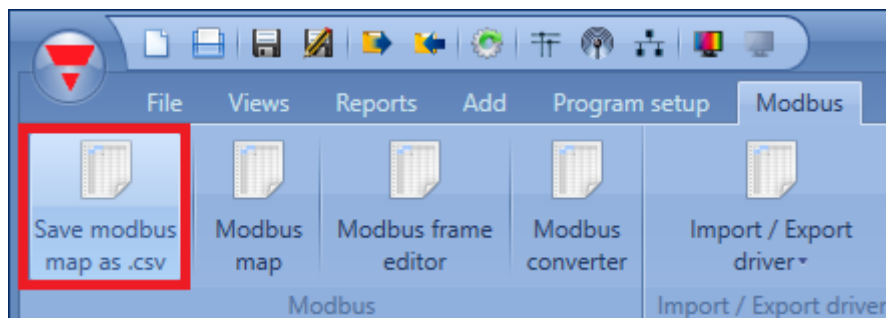 File Views Reports Add Program setup Modbus
Save modbus
map as .csv
Modbus
map
Modbus frame
editor
Modbus
converter
Import / Export
driver
Modbus
Import / Export driver